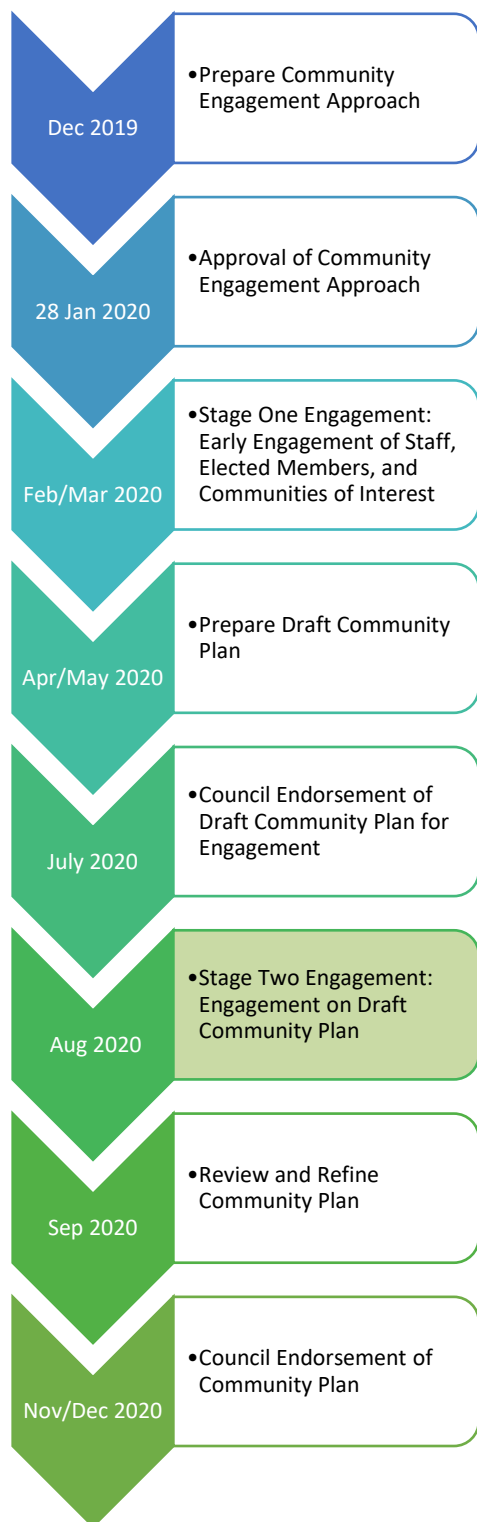 Dec 2019
•Prepare Community
Engagement Approach
28 Jan 2020
•Approval of Community
Engagement Approach
Feb/Mar 2020
•Stage One Engagement:
Early Engagement of Staff,
Elected Members, and
Communities of Interest
Apr/May 2020
•Prepare Draft Community
Plan
July 2020
•Council Endorsement of
Draft Community Plan for
Engagement
Aug 2020
•Stage Two Engagement:
Engagement on Draft
Community Plan
Sep 2020
•Review and Refine
Community Plan
Nov/Dec 2020
•Council Endorsement of
Community Plan